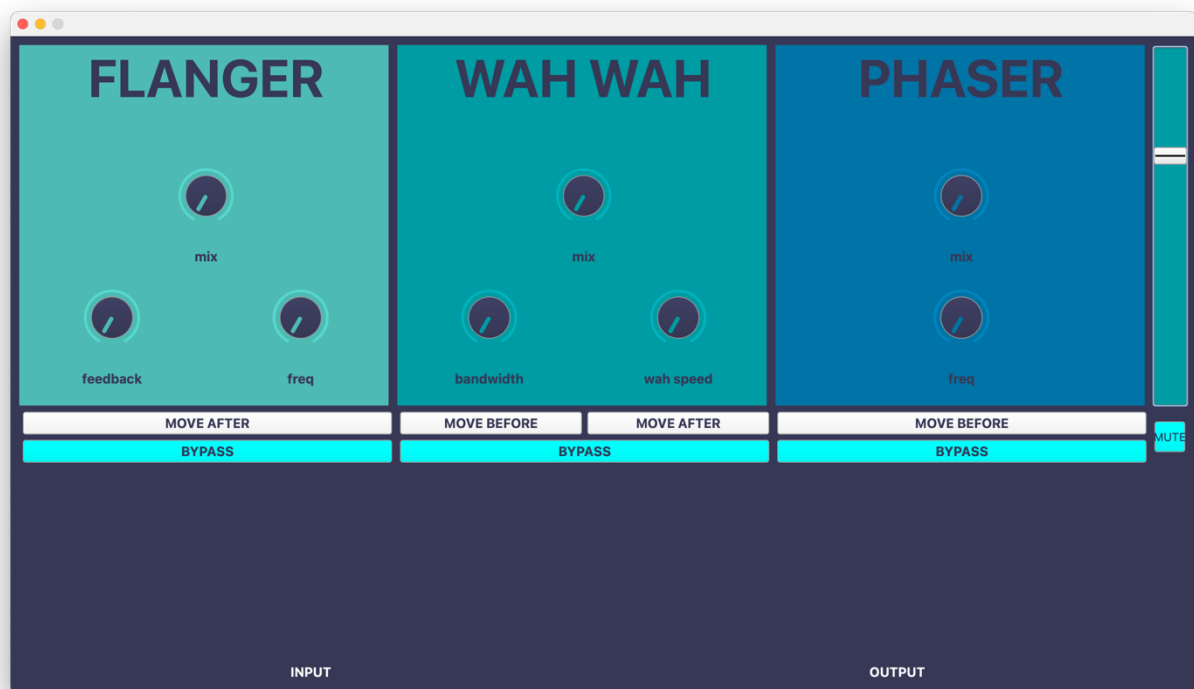 FLANGER
WAH WAH
PHASER
mix
mix
mix
feedback
freq
bandwidth
wah speed
freq
MOVE AFTER
MOVE BEFORE
MOVE AFTER
MOVE BEFORE
MUTE
BYPASS
BYPASS
BYPASS
INPUT
OUTPUT